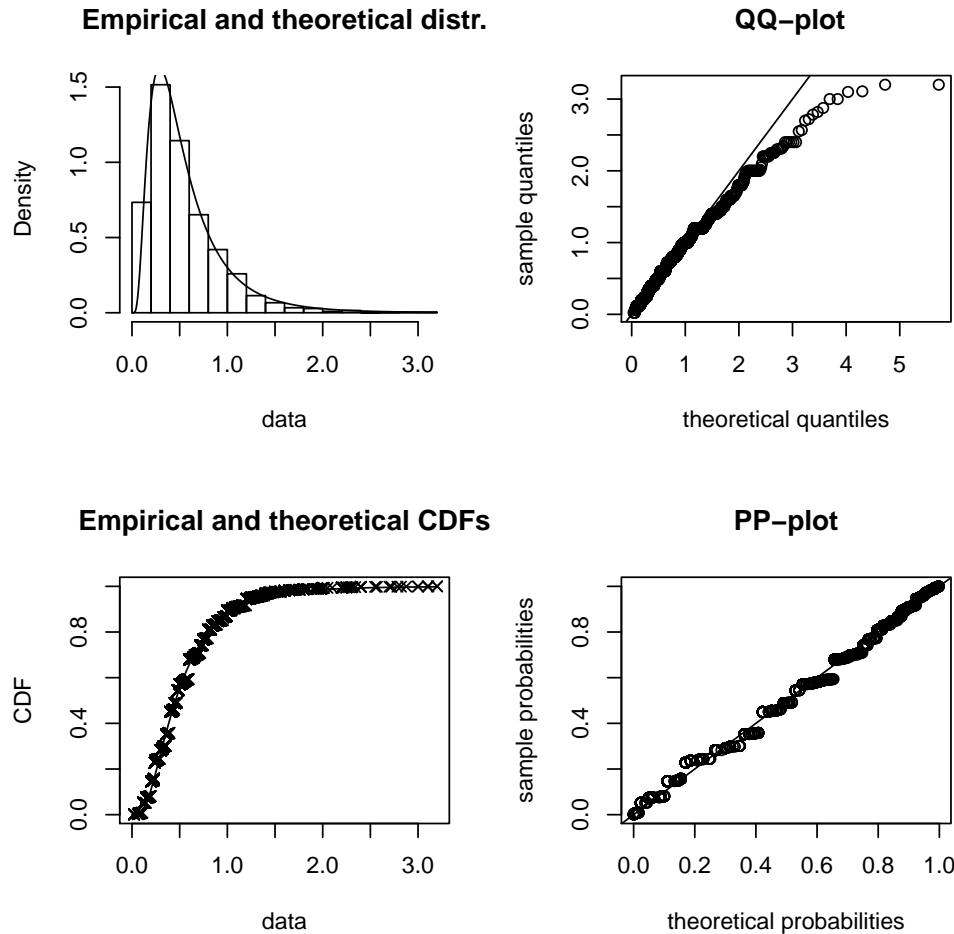 Empirical and theoretical distr.
Density
0.0 0.5 1.0 1.5
0.0 1.0 2.0 3.0
data
QQ−plot
sample quantiles
0.0 1.0 2.0 3.0
0 1 2 3 4 5
theoretical quantiles
Empirical and theoretical CDFs
CDF
0.0 0.4 0.8
0.0 1.0 2.0 3.0
data
PP−plot
sample probabilities
0.0 0.4 0.8
0.0 0.2 0.4 0.6 0.8 1.0
theoretical probabilities